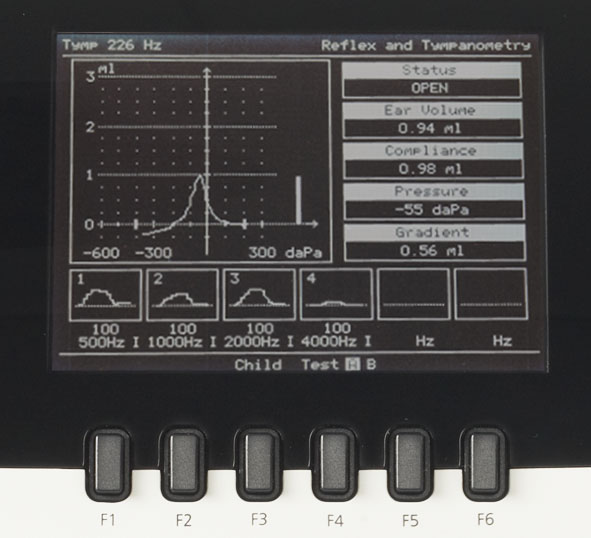 Tymp 226 Hz
Reflex and Tympanometry
ml
3
2
1
0
-600 -300 300 daPa
Status
OPEN
Ear Volume
0.94 ml
Compliance
0.98 ml
Pressure
-55 daPa
Gradient
0.56 ml
1 2 3 4
100 100 100 100
500Hz I 1000Hz I 2000Hz I 4000Hz I Hz Hz
Child Test A B
F1 F2 F3 F4 F5 F6